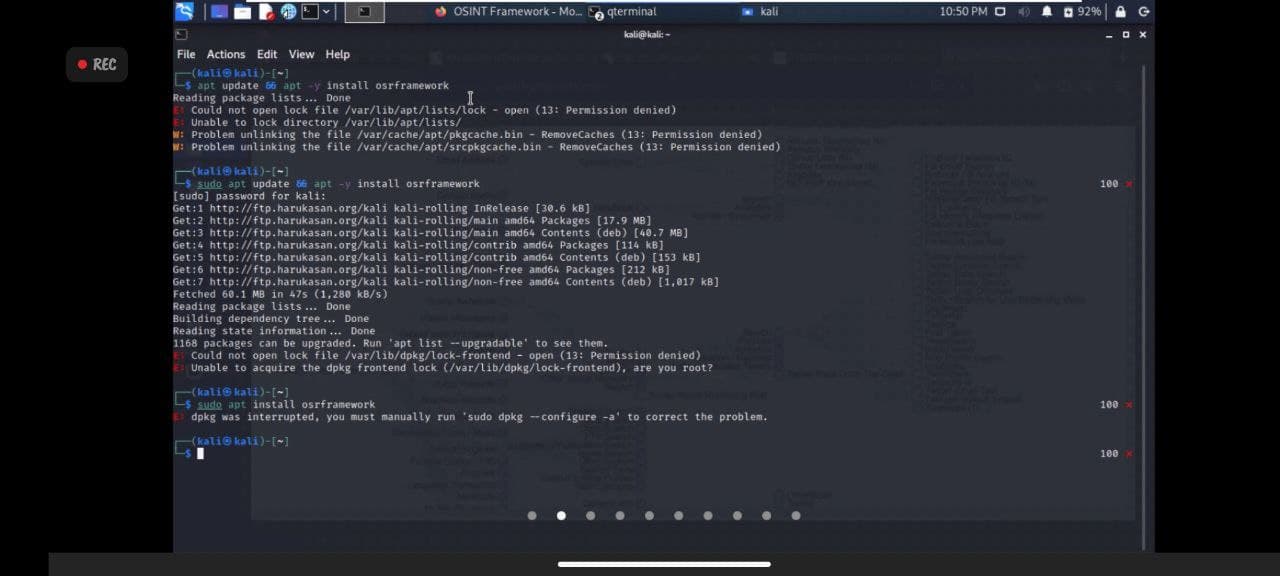 REC
OSINT Framework - Mo...
2 qterminal
kali
10:50 PM
92%
kali@kali: ~
File Actions Edit View Help
┌──(kali㉿kali)-[~]
└─$ apt update && apt -y install osrframework
Reading package lists... Done
E: Could not open lock file /var/lib/apt/lists/lock - open (13: Permission denied)
E: Unable to lock directory /var/lib/apt/lists/
W: Problem unlinking the file /var/cache/apt/pkgcache.bin - RemoveCaches (13: Permission denied)
W: Problem unlinking the file /var/cache/apt/srcpkgcache.bin - RemoveCaches (13: Permission denied)
┌──(kali㉿kali)-[~]
└─$ sudo apt update && apt -y install osrframework 100 ⨯
[sudo] password for kali:
Get:1 http://ftp.harukasan.org/kali kali-rolling InRelease [30.6 kB]
Get:2 http://ftp.harukasan.org/kali kali-rolling/main amd64 Packages [17.9 MB]
Get:3 http://ftp.harukasan.org/kali kali-rolling/main amd64 Contents (deb) [40.7 MB]
Get:4 http://ftp.harukasan.org/kali kali-rolling/contrib amd64 Packages [114 kB]
Get:5 http://ftp.harukasan.org/kali kali-rolling/contrib amd64 Contents (deb) [153 kB]
Get:6 http://ftp.harukasan.org/kali kali-rolling/non-free amd64 Packages [212 kB]
Get:7 http://ftp.harukasan.org/kali kali-rolling/non-free amd64 Contents (deb) [1,017 kB]
Fetched 60.1 MB in 47s (1,280 kB/s)
Reading package lists... Done
Building dependency tree... Done
Reading state information... Done
1168 packages can be upgraded. Run 'apt list --upgradable' to see them.
E: Could not open lock file /var/lib/dpkg/lock-frontend - open (13: Permission denied)
E: Unable to acquire the dpkg frontend lock (/var/lib/dpkg/lock-frontend), are you root?
┌──(kali㉿kali)-[~]
└─$ sudo apt install osrframework 100 ⨯
E: dpkg was interrupted, you must manually run 'sudo dpkg --configure -a' to correct the problem.
┌──(kali㉿kali)-[~]
└─$ 100 ⨯